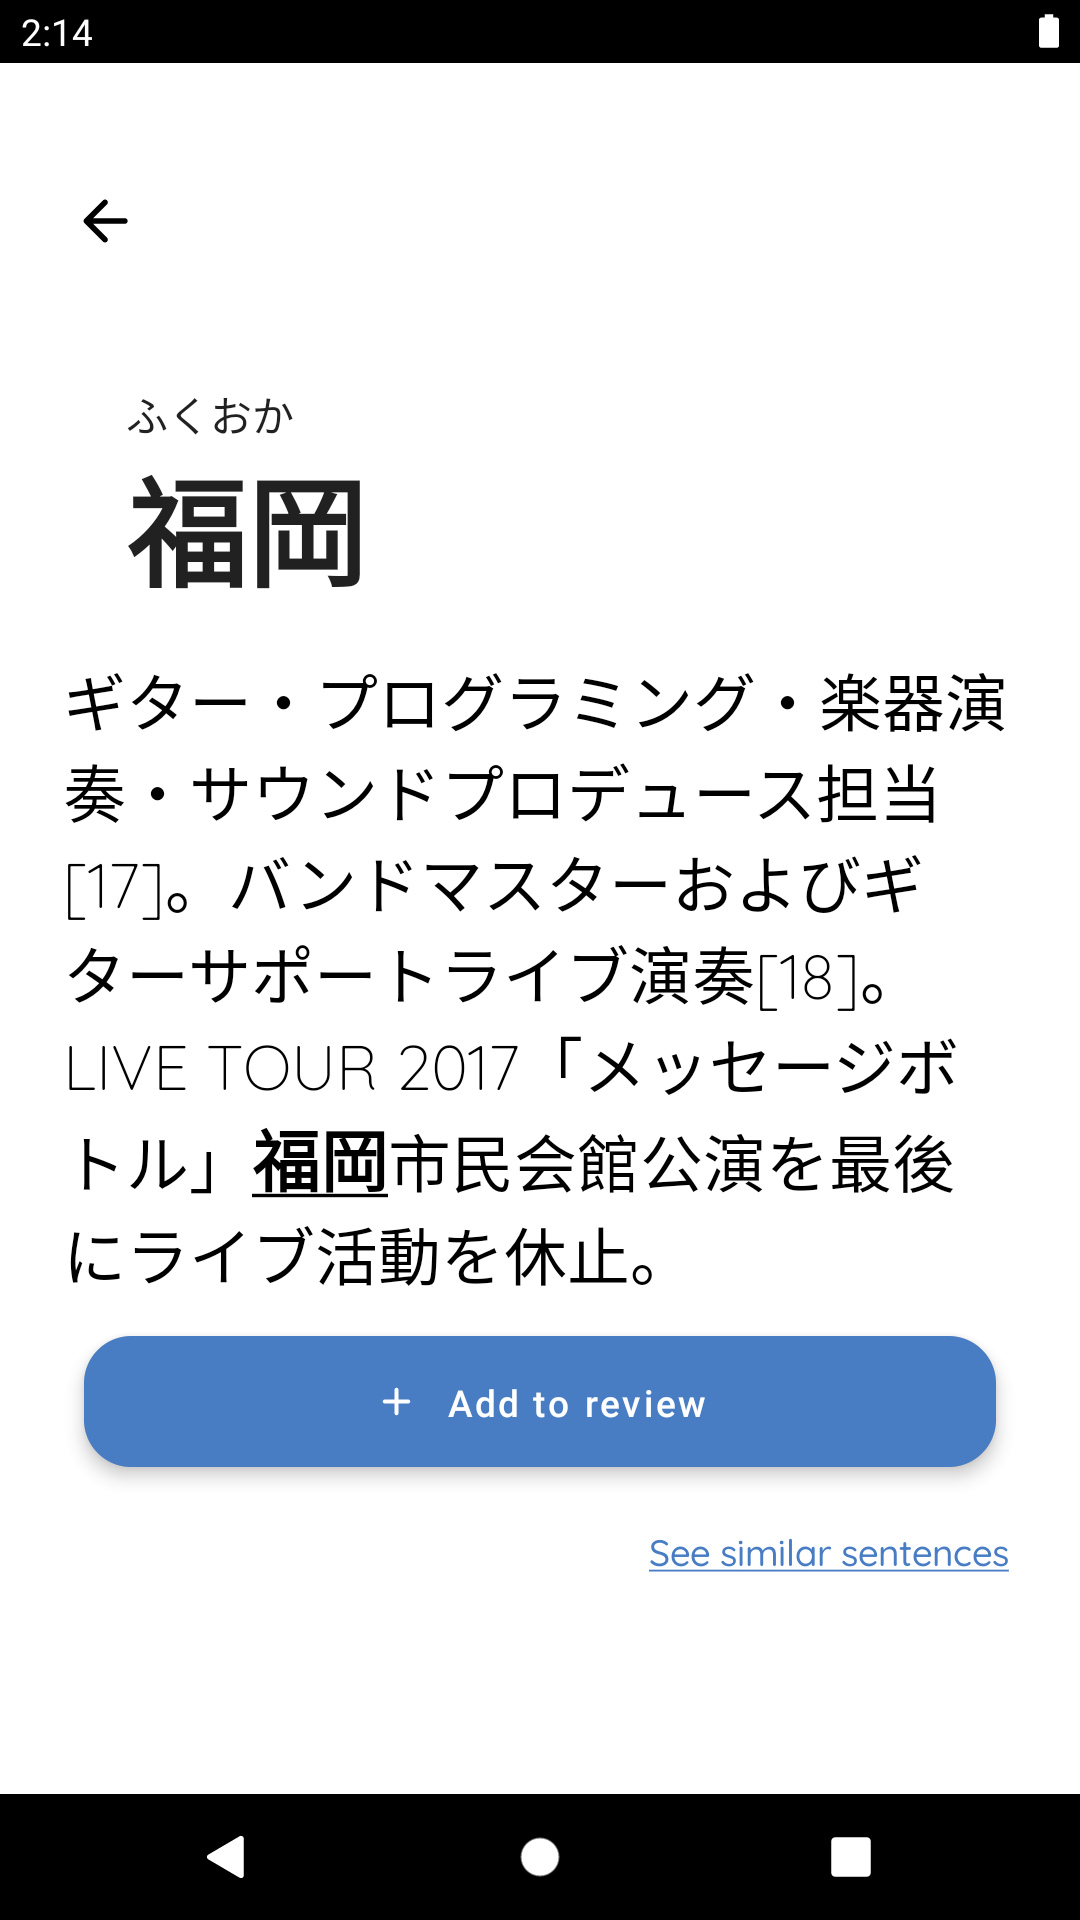 2:14
ふくおか
福岡
ギター・プログラミング・楽器演
奏・サウンドプロデュース担当
[17]。バンドマスターおよびギ
ターサポートライブ演奏[18]。
LIVE TOUR 2017「メッセージボ
トル」福岡市民会館公演を最後
にライブ活動を休止。
+ Add to review
See similar sentences